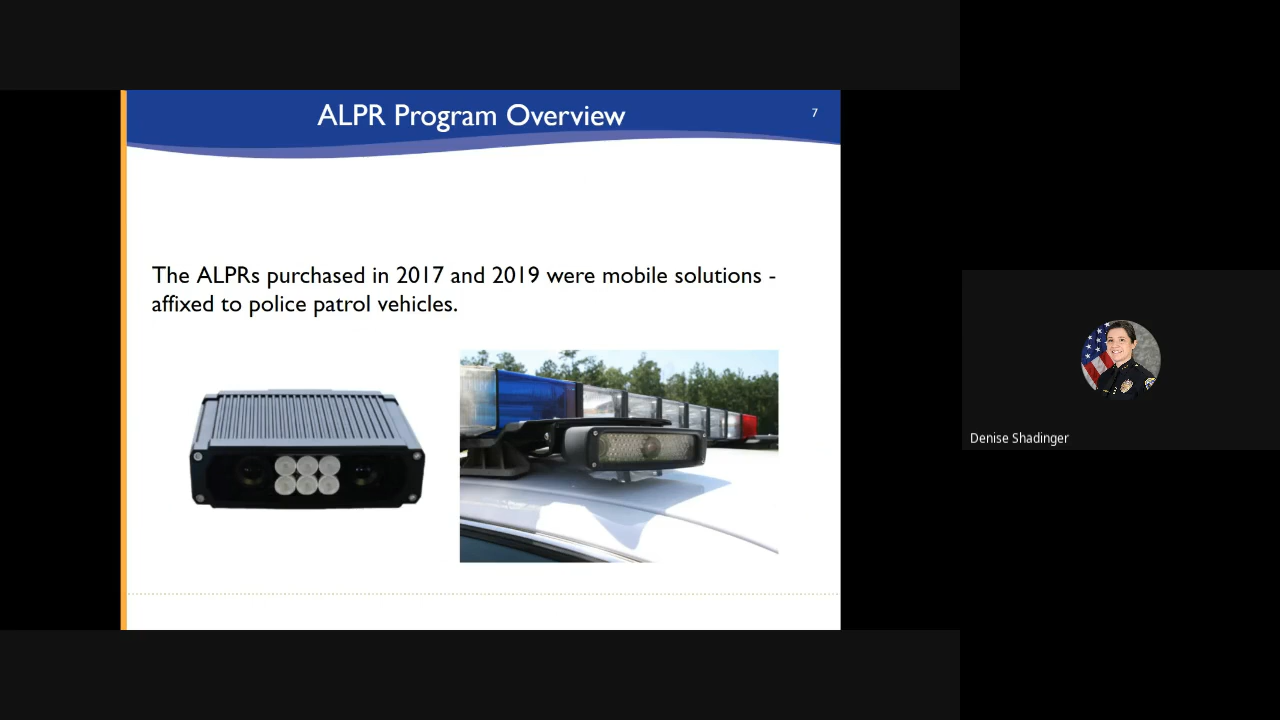 ALPR Program Overview
7
The ALPRs purchased in 2017 and 2019 were mobile solutions -
affixed to police patrol vehicles.
Denise Shadinger